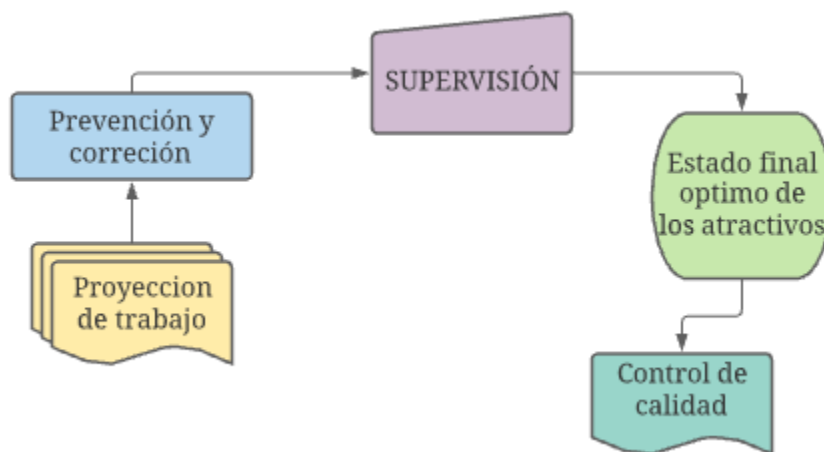 SUPERVISIÓN
Prevención y
correción
Estado final
optimo de
los atractivos
Proyeccion
de trabajo
Control de
calidad